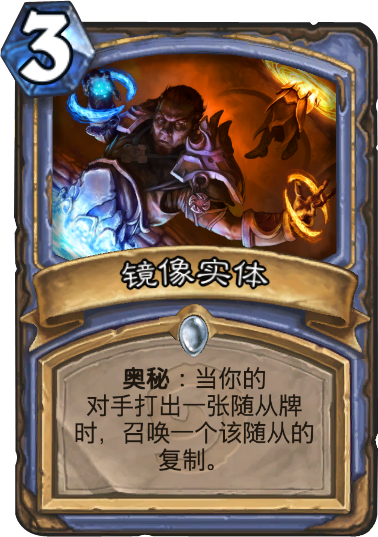 3
镜像实体
奥秘：当你的
对手打出一张随从牌
时，召唤一个该随从的
复制。